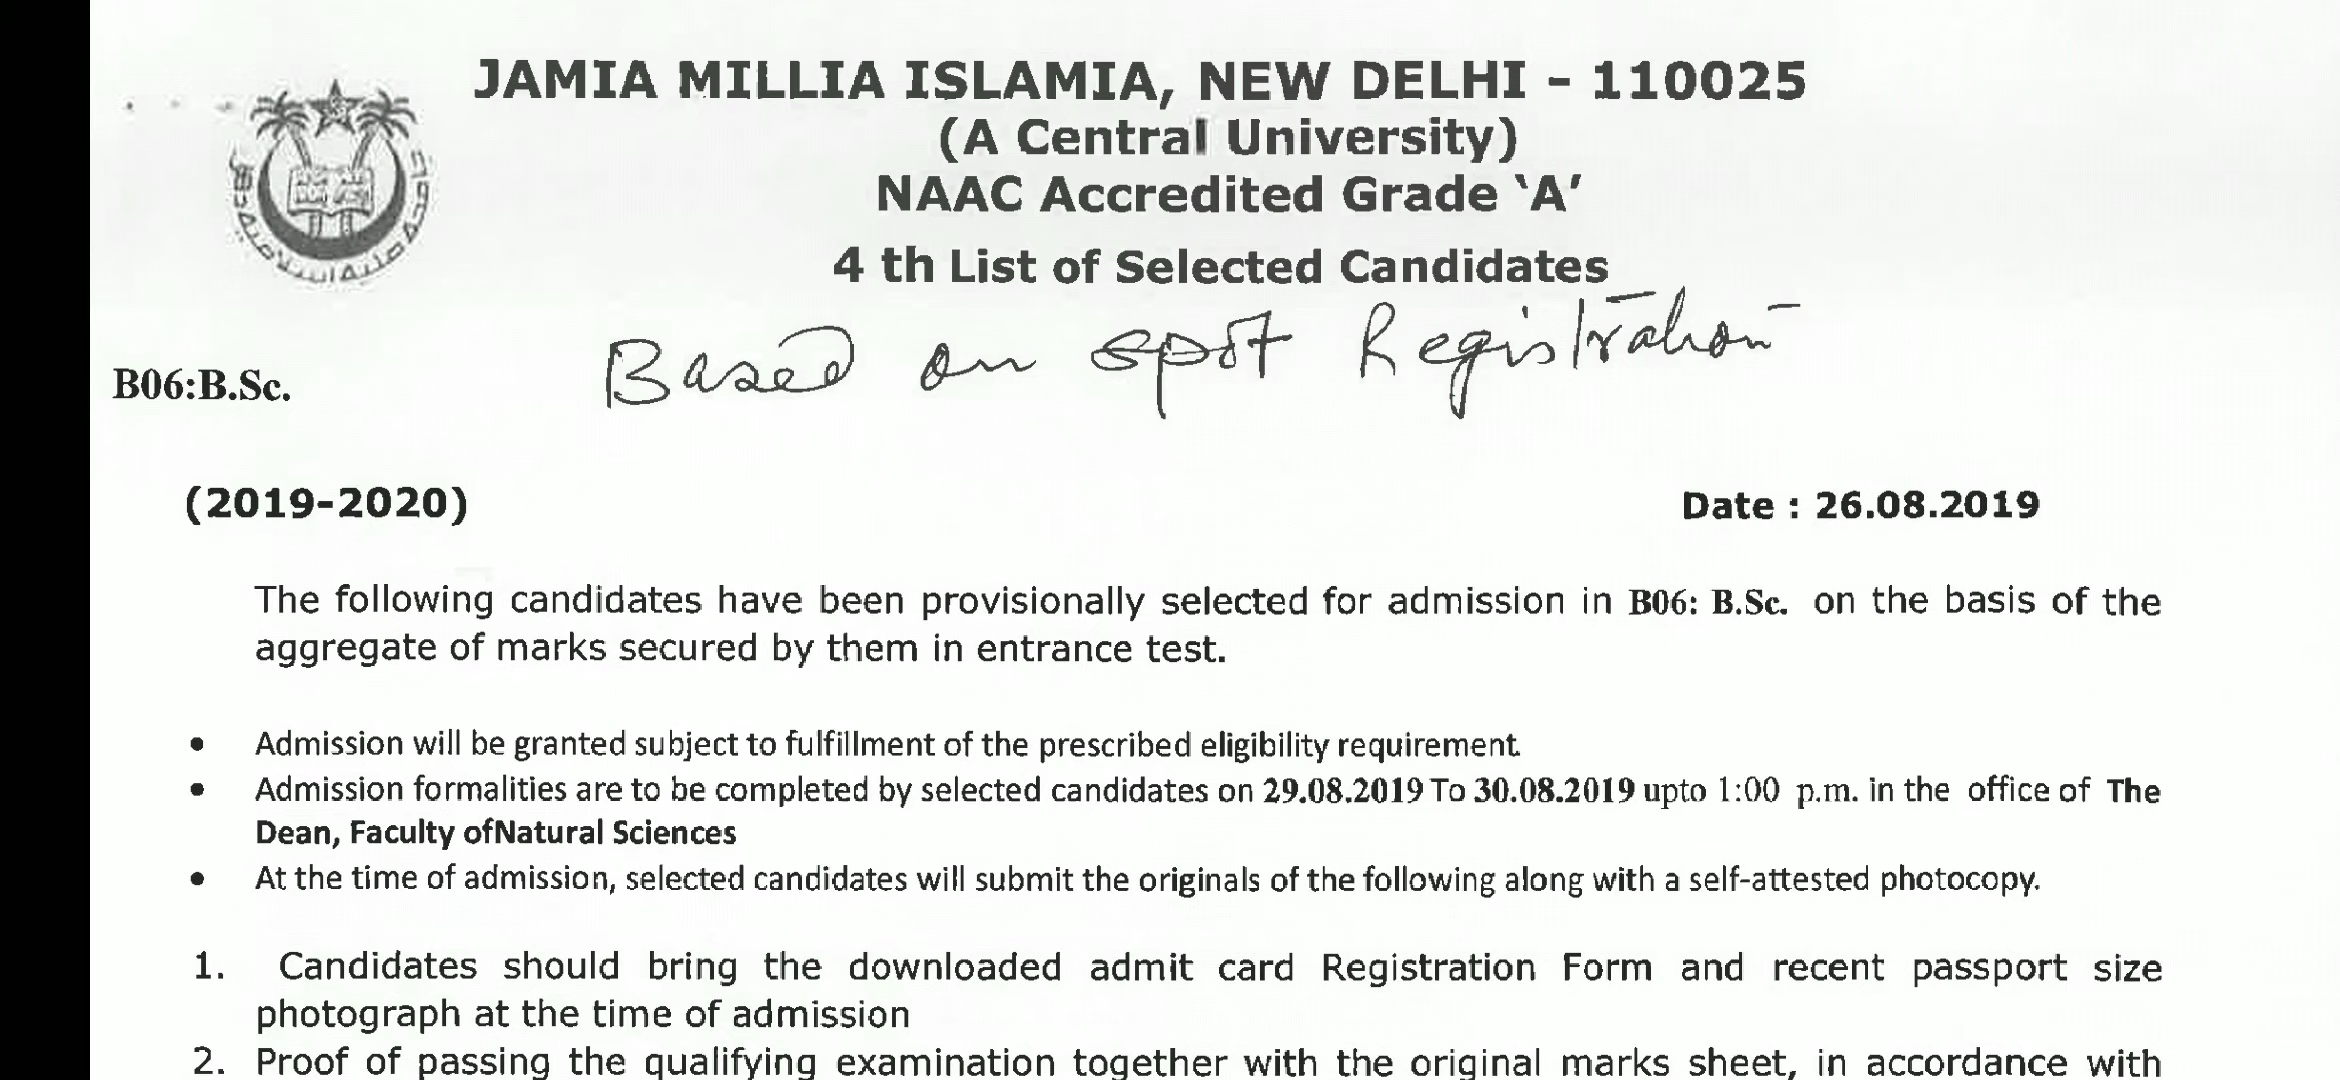 JAMIA MILLIA ISLAMIA, NEW DELHI - 110025
(A Central University)
NAAC Accredited Grade ‘A’
4 th List of Selected Candidates
Based on spot Registration
B06:B.Sc.
(2019-2020)
Date : 26.08.2019
The following candidates have been provisionally selected for admission in B06: B.Sc. on the basis of the
aggregate of marks secured by them in entrance test.
• Admission will be granted subject to fulfillment of the prescribed eligibility requirement
• Admission formalities are to be completed by selected candidates on 29.08.2019 To 30.08.2019 upto 1:00 p.m. in the office of The
Dean, Faculty ofNatural Sciences
• At the time of admission, selected candidates will submit the originals of the following along with a self-attested photocopy.
1. Candidates should bring the downloaded admit card Registration Form and recent passport size
photograph at the time of admission
2. Proof of passing the qualifying examination together with the original marks sheet, in accordance with